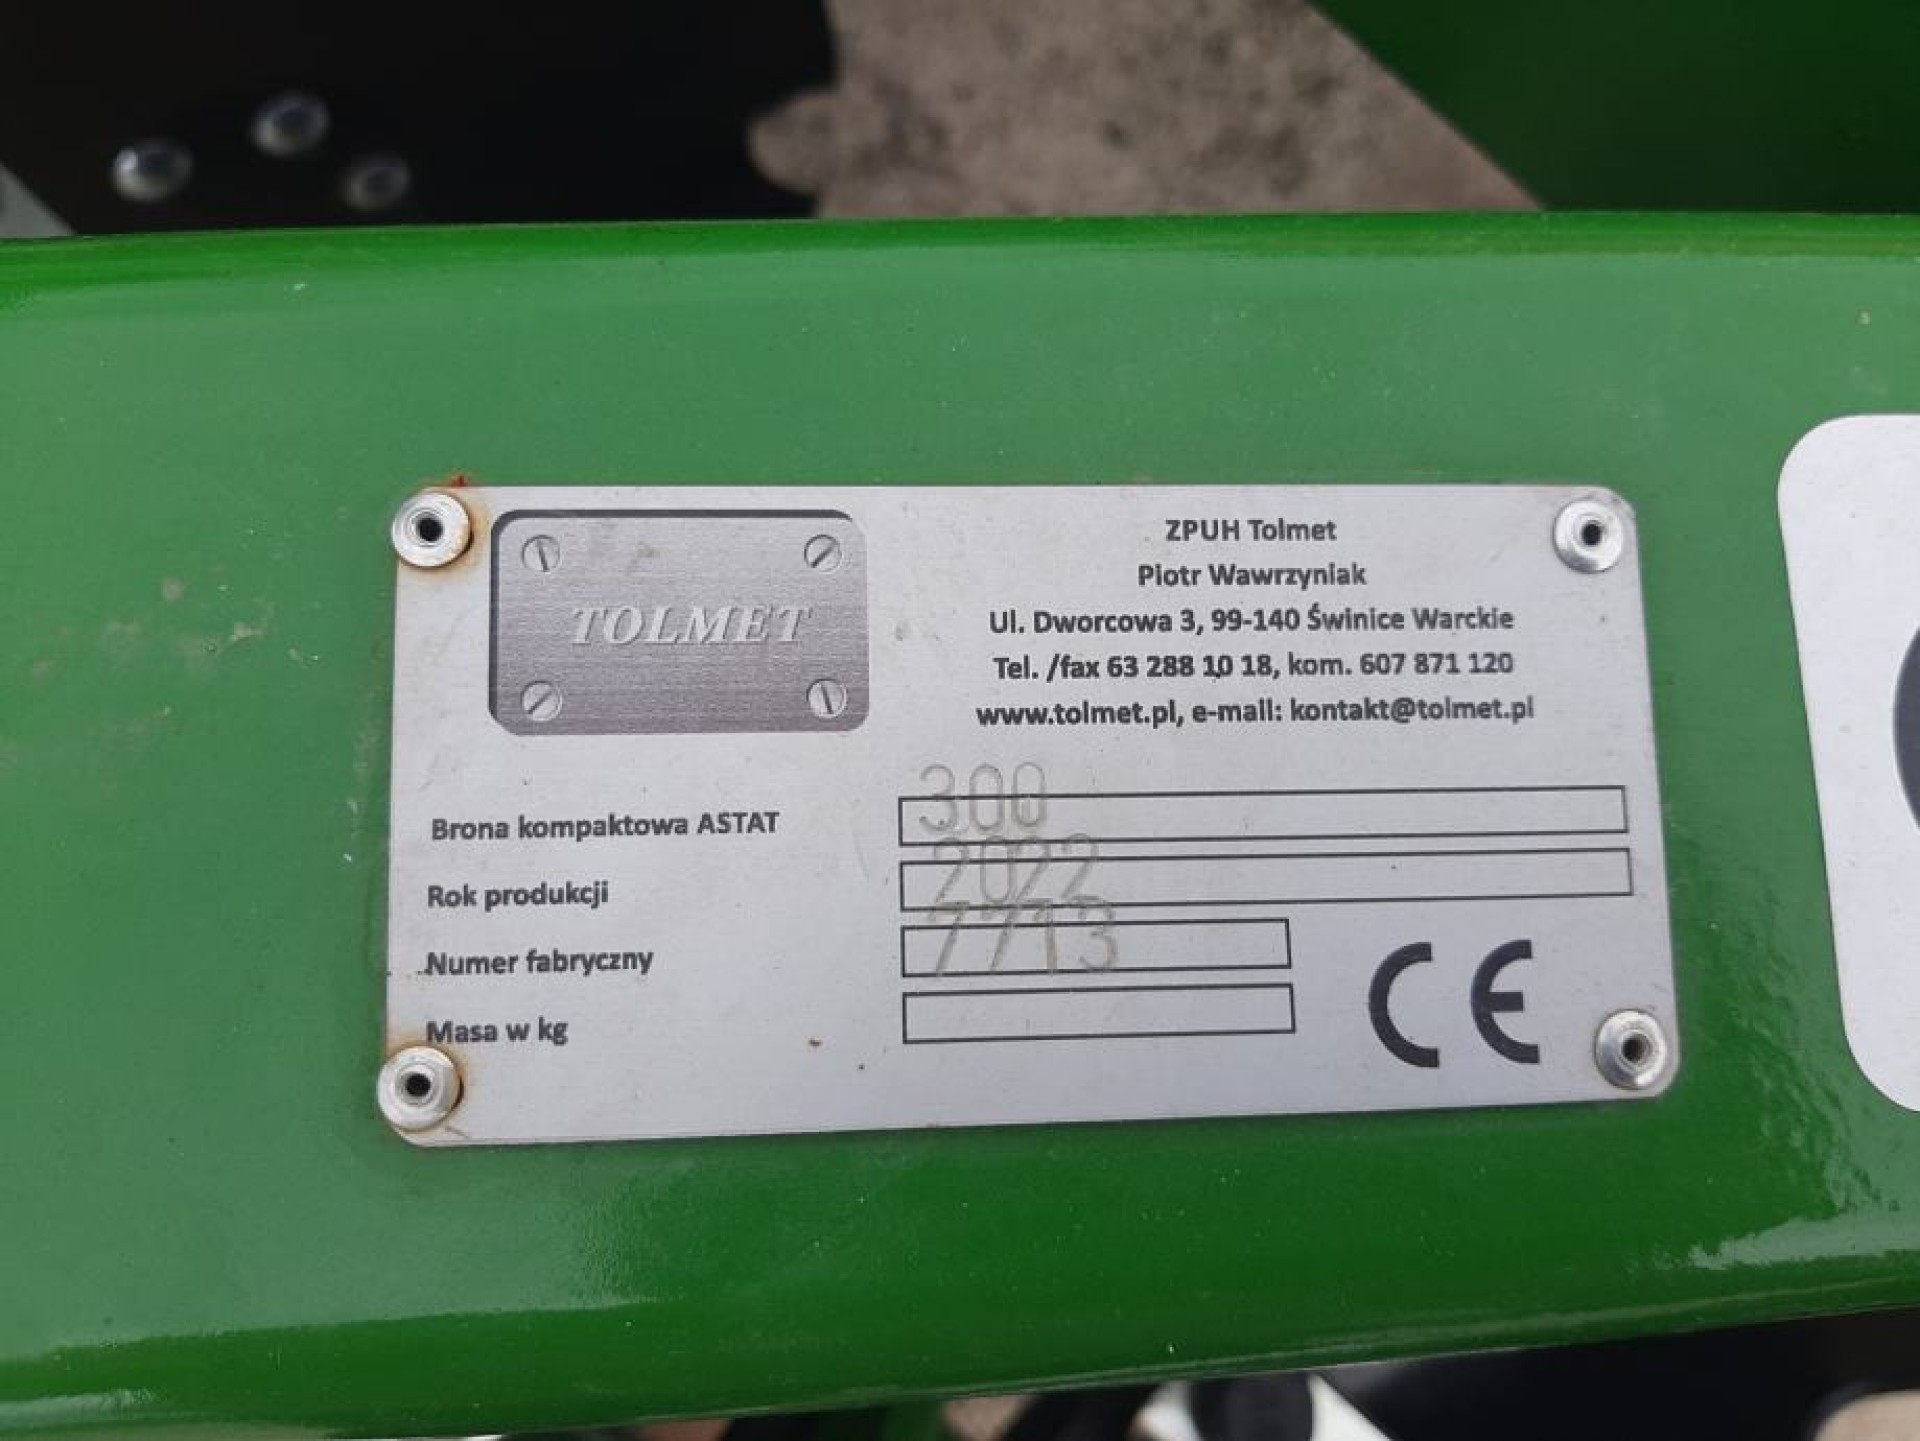 TOLMET
ZPUH Tolmet
Piotr Wawrzyniak
Ul. Dworcowa 3, 99-140 Świnice Warckie
Tel. /fax 63 288 10 18, kom. 607 871 120
www.tolmet.pl, e-mail: kontakt@tolmet.pl
Brona kompaktowa ASTAT 300
Rok produkcji 2022
Numer fabryczny 7713
Masa w kg
CE